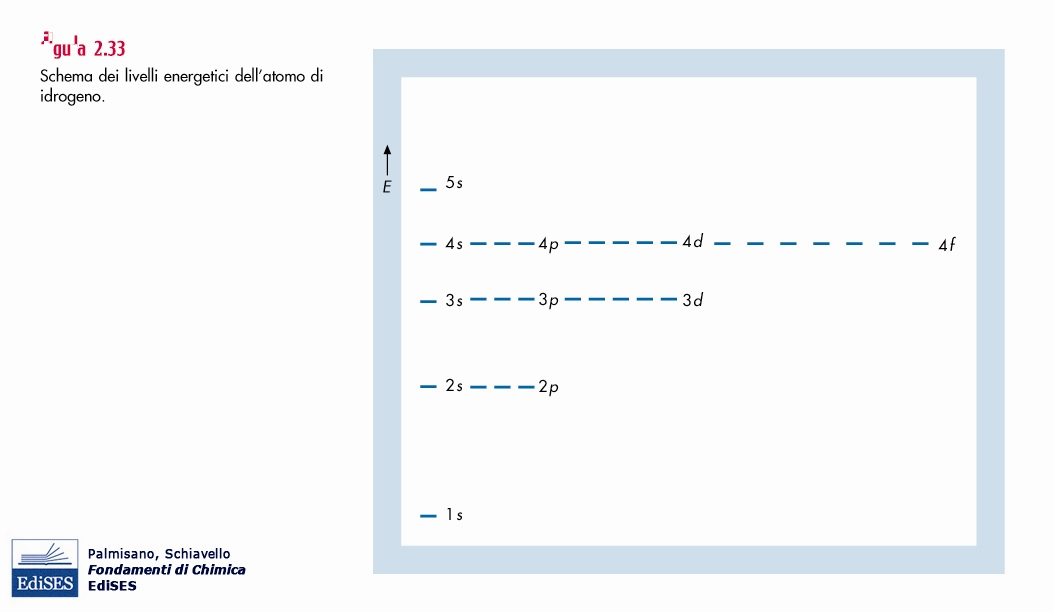 2.33
Schema dei livelli energetici dell'atomo di
idrogeno.
E
5s
4s 4p 4d 4f
3s 3p 3d
2s 2p
1s
EdiSES
Palmisano, Schiavello
Fondamenti di Chimica
EdiSES